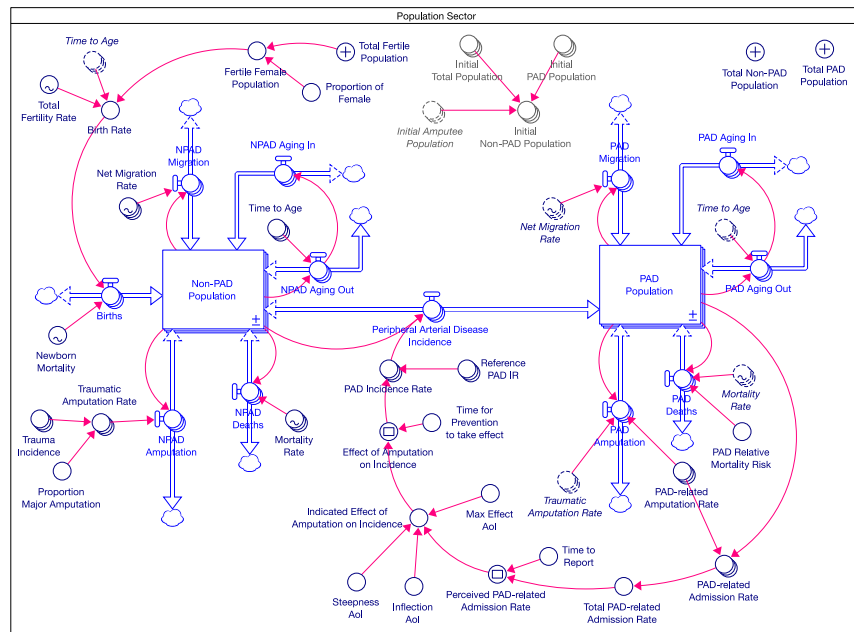 Population Sector
Time to Age
Total Fertility Rate
Birth Rate
Fertile Female
Population
Total Fertile
Population
Proportion of
Female
Initial
Total Population
Initial
PAD Population
Initial Amputee
Population
Initial
Non-PAD Population
Total Non-PAD
Population
Total PAD
Population
NPAD
Migration
NPAD Aging In
Net Migration
Rate
Time to Age
Non-PAD
Population
NPAD Aging Out
Births
Newborn
Mortality
PAD
Migration
PAD Aging In
Net Migration
Rate
Time to Age
PAD
Population
PAD Aging Out
Peripheral Arterial Disease
Incidence
PAD Incidence Rate
Reference
PAD IR
Time for
Prevention
to take effect
Effect of Amputation
on Incidence
Traumatic
Amputation Rate
Trauma
Incidence
Proportion
Major Amputation
NPAD
Amputation
NPAD
Deaths
Mortality
Rate
PAD
Amputation
PAD
Deaths
Mortality
Rate
PAD Relative
Mortality Risk
Traumatic
Amputation Rate
PAD-related
Amputation Rate
Indicated Effect of
Amputation on Incidence
Max Effect
AoI
Steepness
AoI
Inflection
AoI
Time to
Report
Perceived PAD-related
Admission Rate
Total PAD-related
Admission Rate
PAD-related
Admission Rate